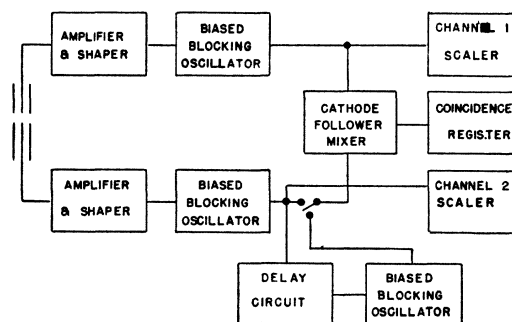 AMPLIFIER
& SHAPER
BIASED
BLOCKING
OSCILLATOR
CHANNEL 1
SCALER
CATHODE
FOLLOWER
MIXER
COINCIDENCE
REGISTER
AMPLIFIER
& SHAPER
BIASED
BLOCKING
OSCILLATOR
CHANNEL 2
SCALER
DELAY
CIRCUIT
BIASED
BLOCKING
OSCILLATOR